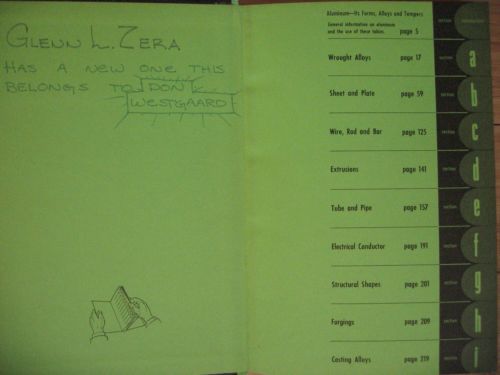 GLENN L. ZERA
HAS A NEW ONE THIS
BELONGS TO DON
WESTGAARD
Aluminum—Its Forms, Alloys and Tempers
General information on aluminum
and the use of these tables. page 5
section
Wrought Alloys page 17
section a
Sheet and Plate page 59
section b
Wire, Rod and Bar page 125
section c
Extrusions page 141
section d
Tube and Pipe page 157
section e
Electrical Conductor page 191
section f
Structural Shapes page 201
section g
Forgings page 209
section h
Casting Alloys page 219
section i